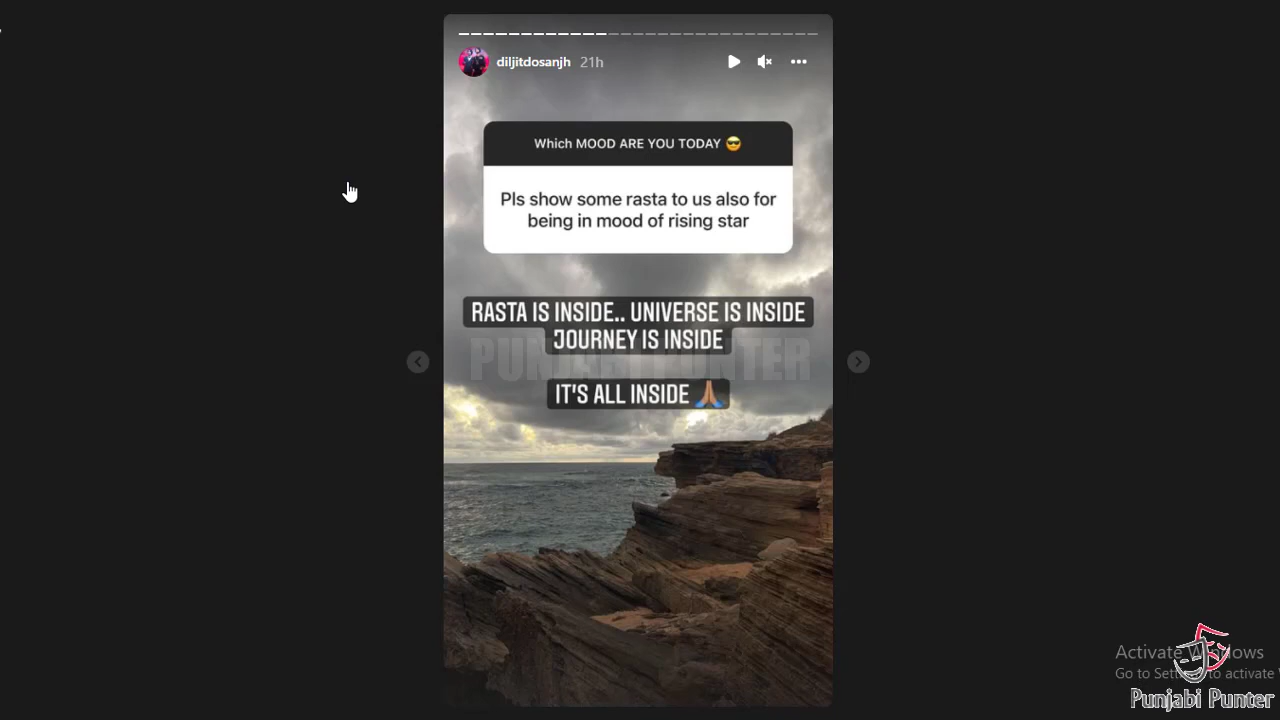 diljitdosanjh 21h
Which MOOD ARE YOU TODAY 😎
Pls show some rasta to us also for
being in mood of rising star
RASTA IS INSIDE.. UNIVERSE IS INSIDE
JOURNEY IS INSIDE
PUNJABI PUNTER
IT'S ALL INSIDE 🙏
Activate Windows
Go to Settings to activate
Punjabi Punter